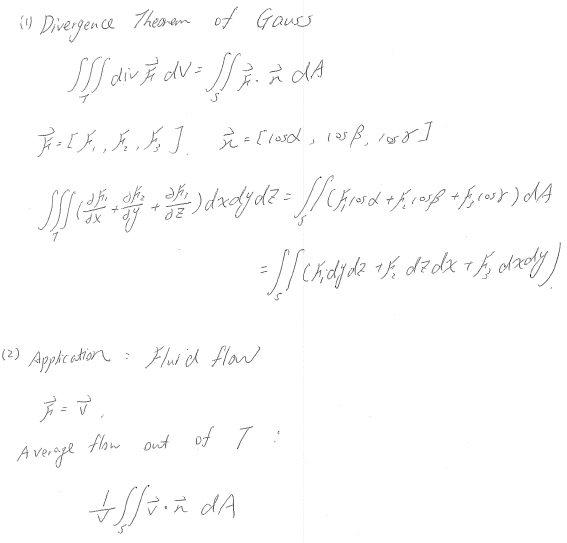 (1) Divergence Theorem of Gauss
∭_T div F⃗ dV = ∬_S F⃗ · n⃗ dA
F⃗ = [F₁, F₂, F₃] n⃗ = [cosα, cosβ, cosγ]
∭_T (∂F₁/∂x + ∂F₂/∂y + ∂F₃/∂z) dxdydz = ∬_S (F₁cosα + F₂cosβ + F₃cosγ) dA
= ∬_S (F₁dydz + F₂ dzdx + F₃ dxdy)
(2) Application : Fluid flow
F⃗ = v⃗.
Average flow out of T :
1/V ∬_S v⃗ · n⃗ dA